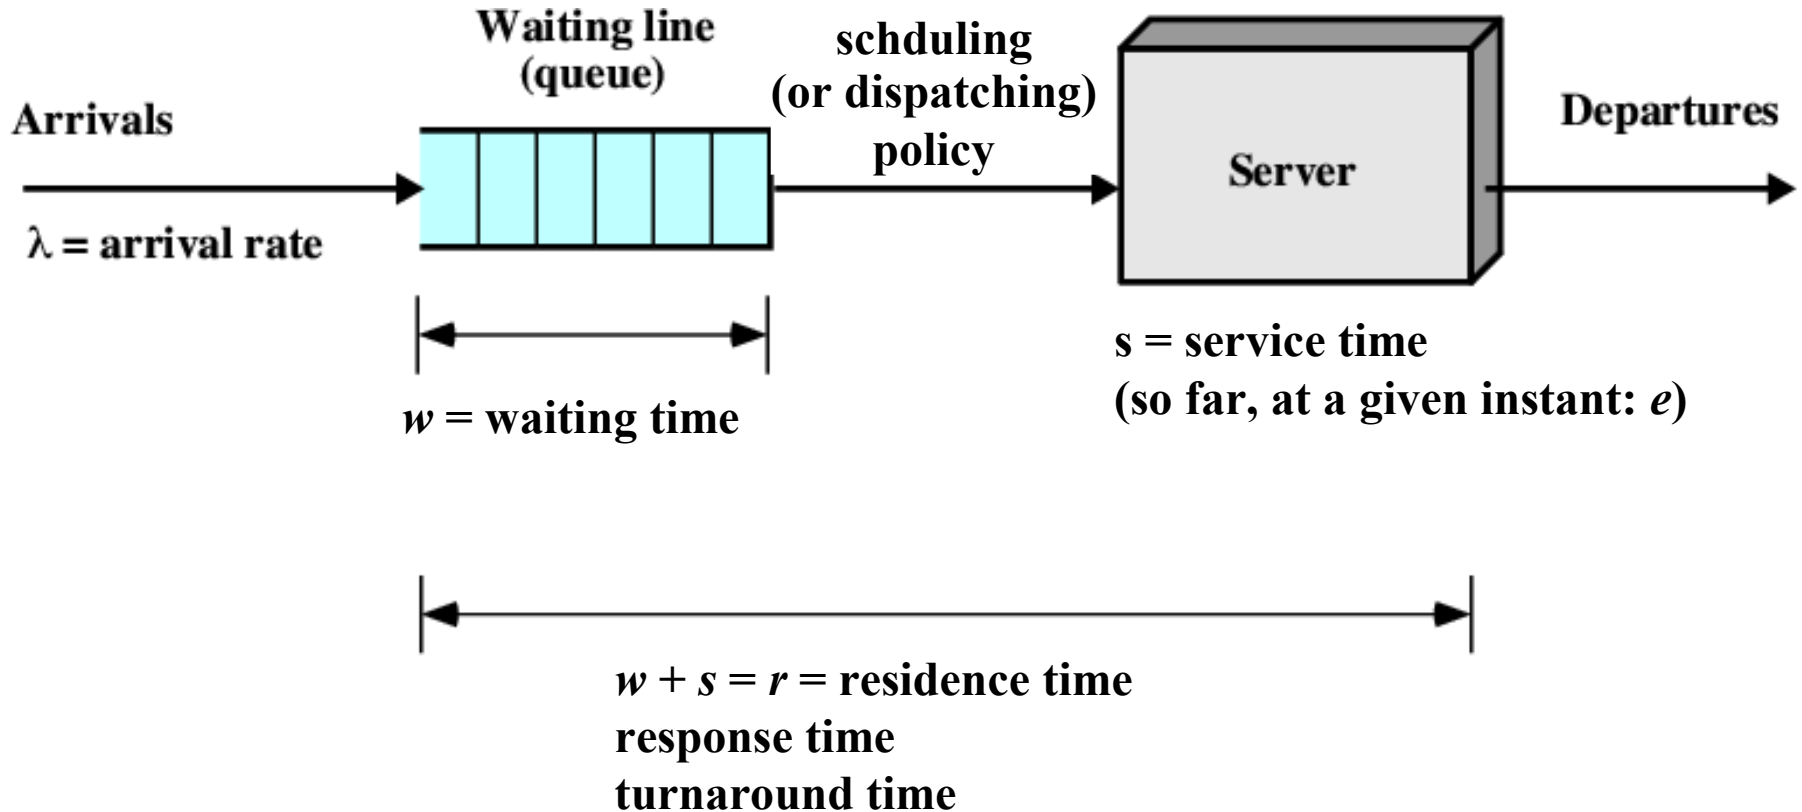 Waiting line
(queue)
schduling
(or dispatching)
policy
Arrivals
Departures
Server
λ = arrival rate
s = service time
(so far, at a given instant: e)
w = waiting time
w + s = r = residence time
response time
turnaround time